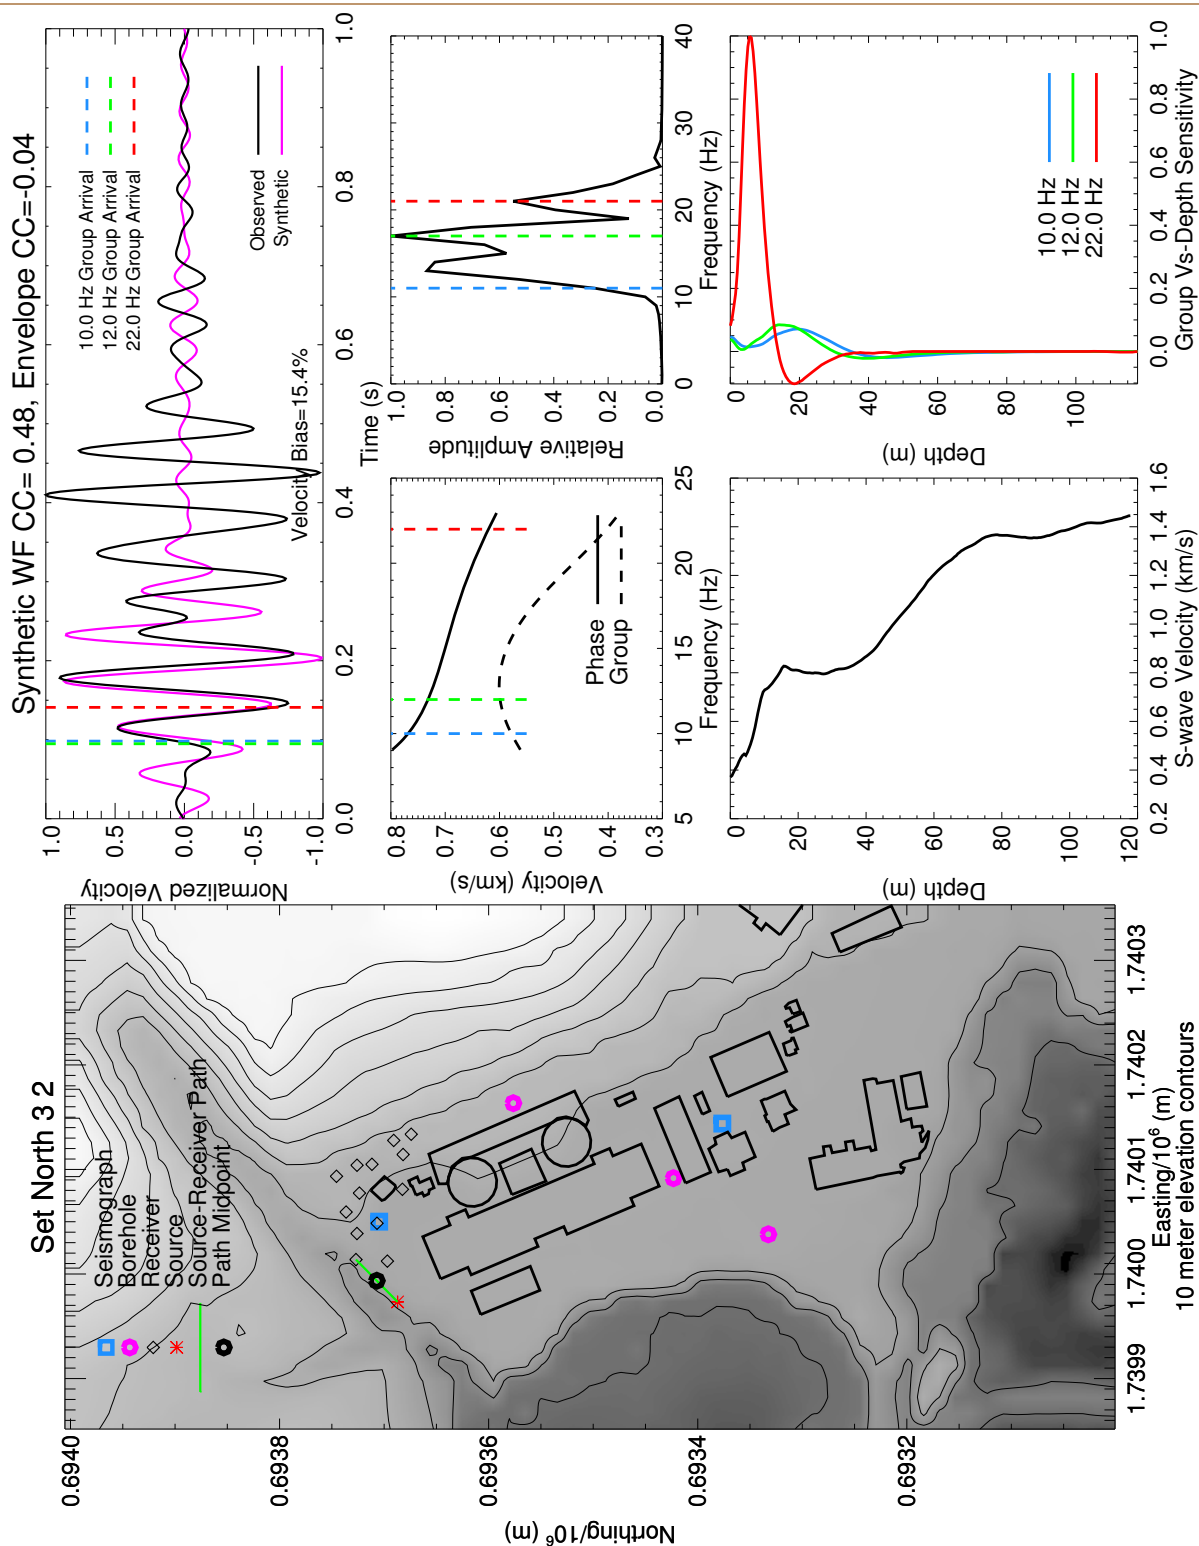 Set North 3 2
Seismograph
Borehole
Receiver
Source
Source-Receiver Path
Path Midpoint
0.6940
0.6938
0.6936
0.6934
0.6932
Northing/10⁶ (m)
1.7399
1.7400
1.7401
1.7402
1.7403
Easting/10⁶ (m)
10 meter elevation contours
Synthetic WF CC= 0.48, Envelope CC=-0.04
1.0
0.5
0.0
-0.5
-1.0
Normalized Velocity
10.0 Hz Group Arrival
12.0 Hz Group Arrival
22.0 Hz Group Arrival
Observed
Synthetic
Velocity Bias=15.4%
0.0
0.2
0.4
0.6
0.8
1.0
Time (s)
0.8
0.7
0.6
0.5
0.4
0.3
Velocity (km/s)
Phase
Group
5
10
15
20
25
Frequency (Hz)
1.0
0.8
0.6
0.4
0.2
0.0
Relative Amplitude
0
10
20
30
40
Frequency (Hz)
0
20
40
60
80
100
120
Depth (m)
0.2
0.4
0.6
0.8
1.0
1.2
1.4
1.6
S-wave Velocity (km/s)
0
20
40
60
80
100
Depth (m)
10.0 Hz
12.0 Hz
22.0 Hz
0.0
0.2
0.4
0.6
0.8
1.0
Group Vs-Depth Sensitivity